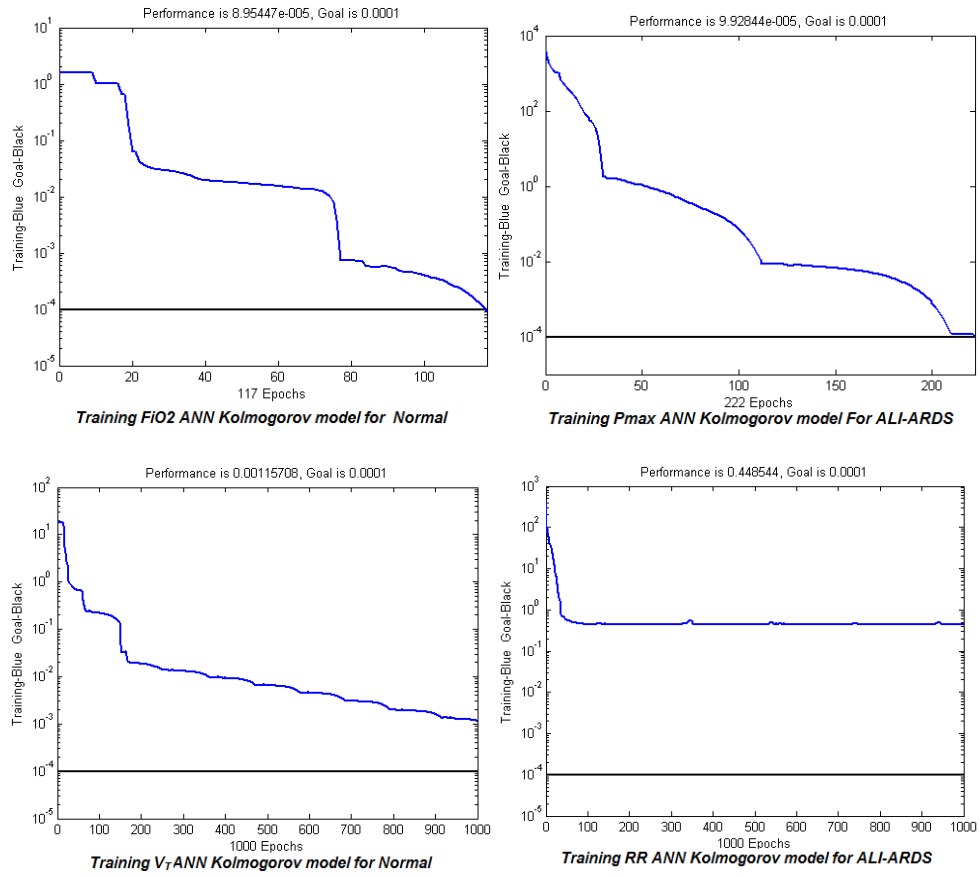 Performance is 8.95447e-005, Goal is 0.0001
Training-Blue Goal-Black
10^1
10^0
10^-1
10^-2
10^-3
10^-4
10^-5
0 20 40 60 80 100
117 Epochs
Training FiO2 ANN Kolmogorov model for Normal
Performance is 9.92844e-005, Goal is 0.0001
Training-Blue Goal-Black
10^4
10^2
10^0
10^-2
10^-4
0 50 100 150 200
222 Epochs
Training Pmax ANN Kolmogorov model For ALI-ARDS
Performance is 0.00115708, Goal is 0.0001
Training-Blue Goal-Black
10^2
10^1
10^0
10^-1
10^-2
10^-3
10^-4
10^-5
0 100 200 300 400 500 600 700 800 900 1000
1000 Epochs
Training V_T ANN Kolmogorov model for Normal
Performance is 0.448544, Goal is 0.0001
Training-Blue Goal-Black
10^3
10^2
10^1
10^0
10^-1
10^-2
10^-3
10^-4
10^-5
0 100 200 300 400 500 600 700 800 900 1000
1000 Epochs
Training RR ANN Kolmogorov model for ALI-ARDS